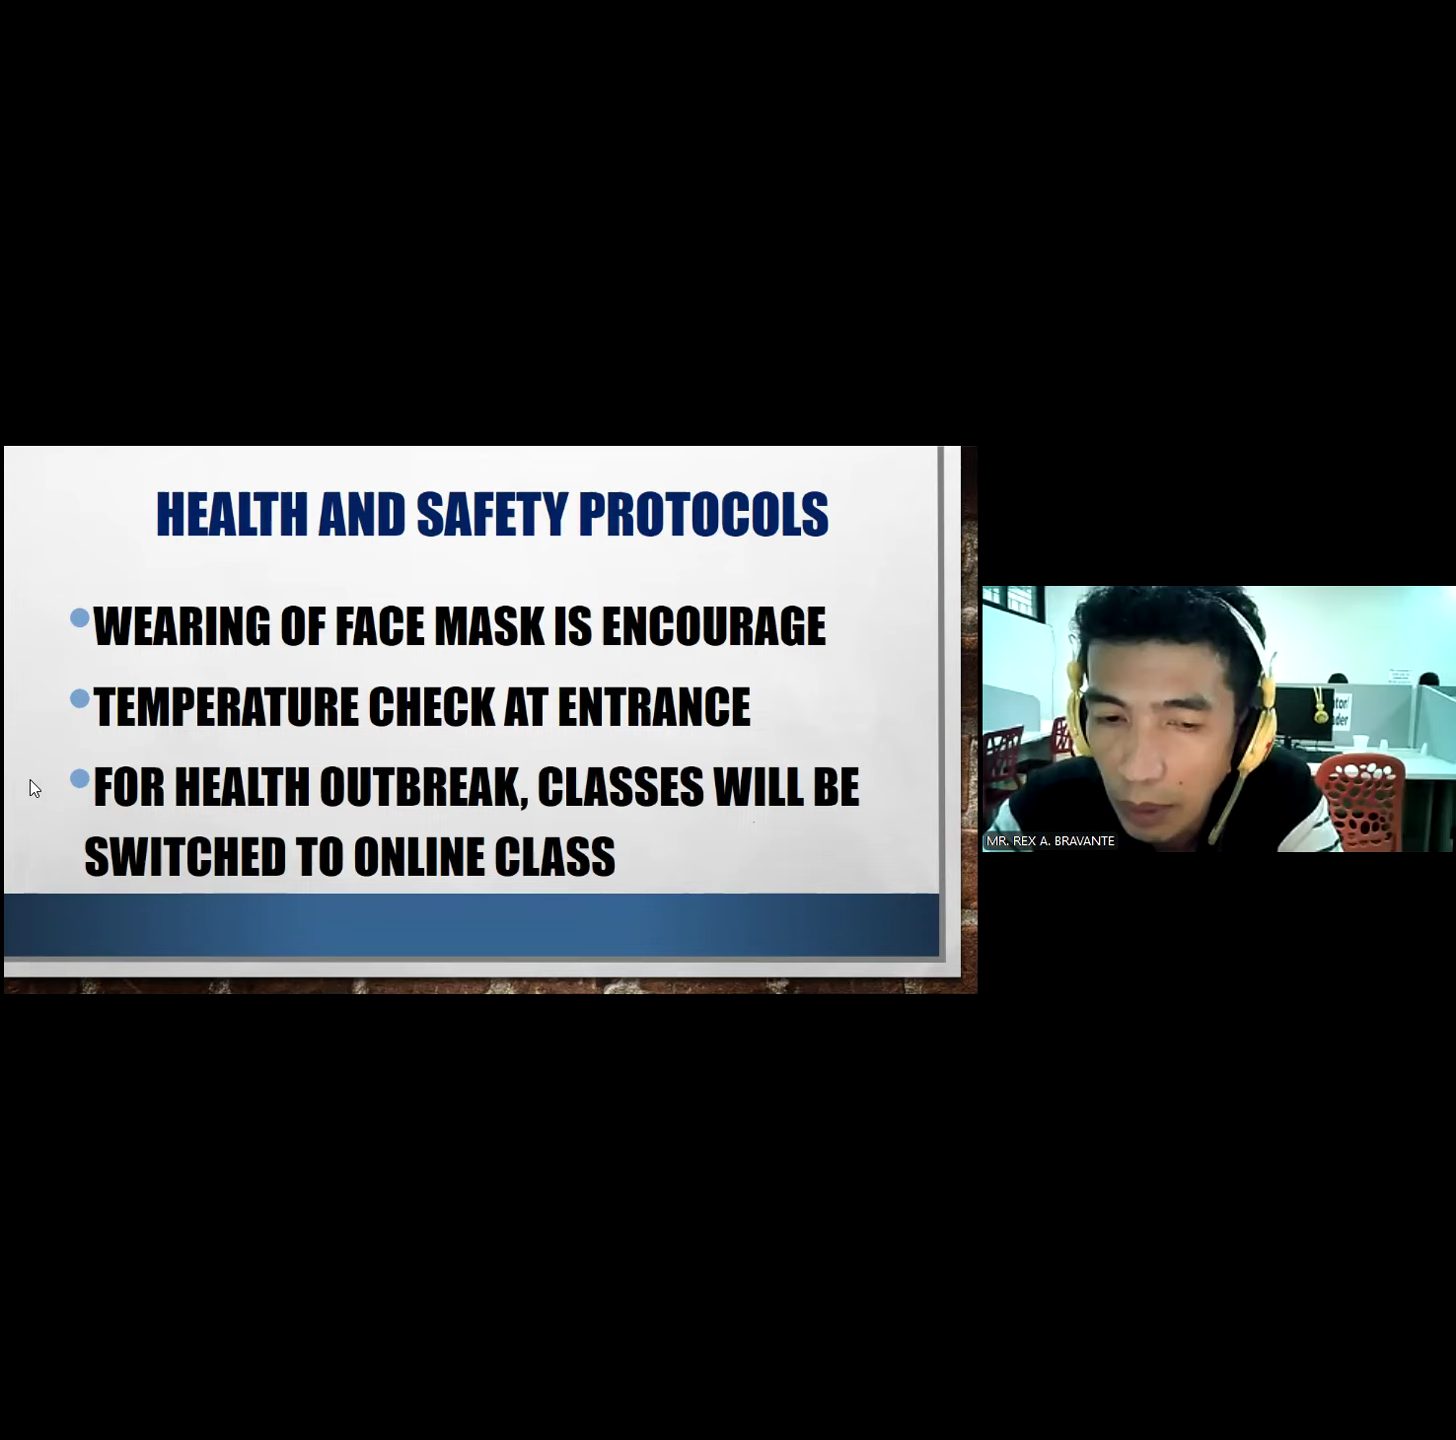 HEALTH AND SAFETY PROTOCOLS
WEARING OF FACE MASK IS ENCOURAGE
TEMPERATURE CHECK AT ENTRANCE
FOR HEALTH OUTBREAK, CLASSES WILL BE
SWITCHED TO ONLINE CLASS
MR. REX A. BRAVANTE